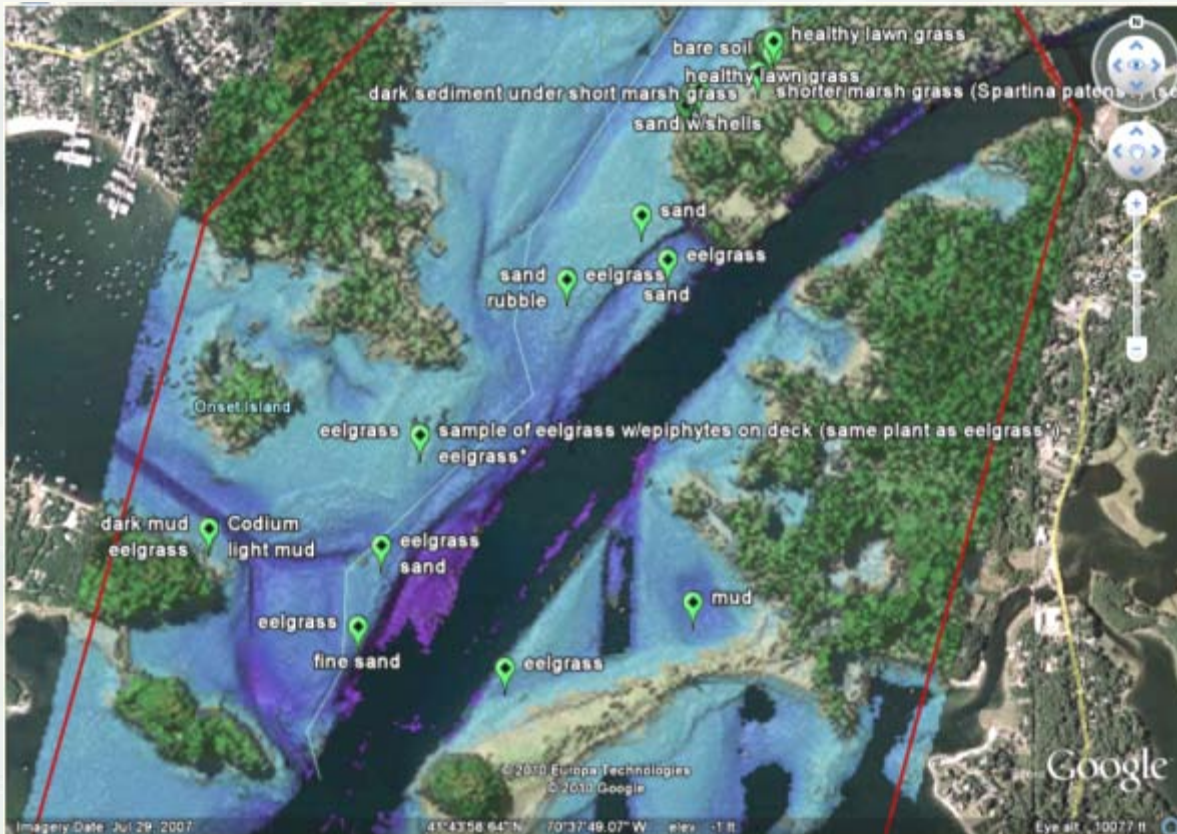 N
healthy lawn grass
bare soil
healthy lawn grass
dark sediment under short marsh grass
shorter marsh grass (Spartina patens
sand w/shells
sand
eelgrass
sand
eelgrass
rubble
sand
Onset Island
eelgrass
sample of eelgrass w/epiphytes on deck (same plant as eelgrass*)
eelgrass*
dark mud
Codium
eelgrass
light mud
eelgrass
sand
mud
eelgrass
fine sand
eelgrass
© 2010 Europa Technologies
© 2010 Google
Google
Imagery Date: Jul 29, 2007
41°43'58.64" N
70°37'49.07" W
elev -1 ft
Eye alt 10077 ft